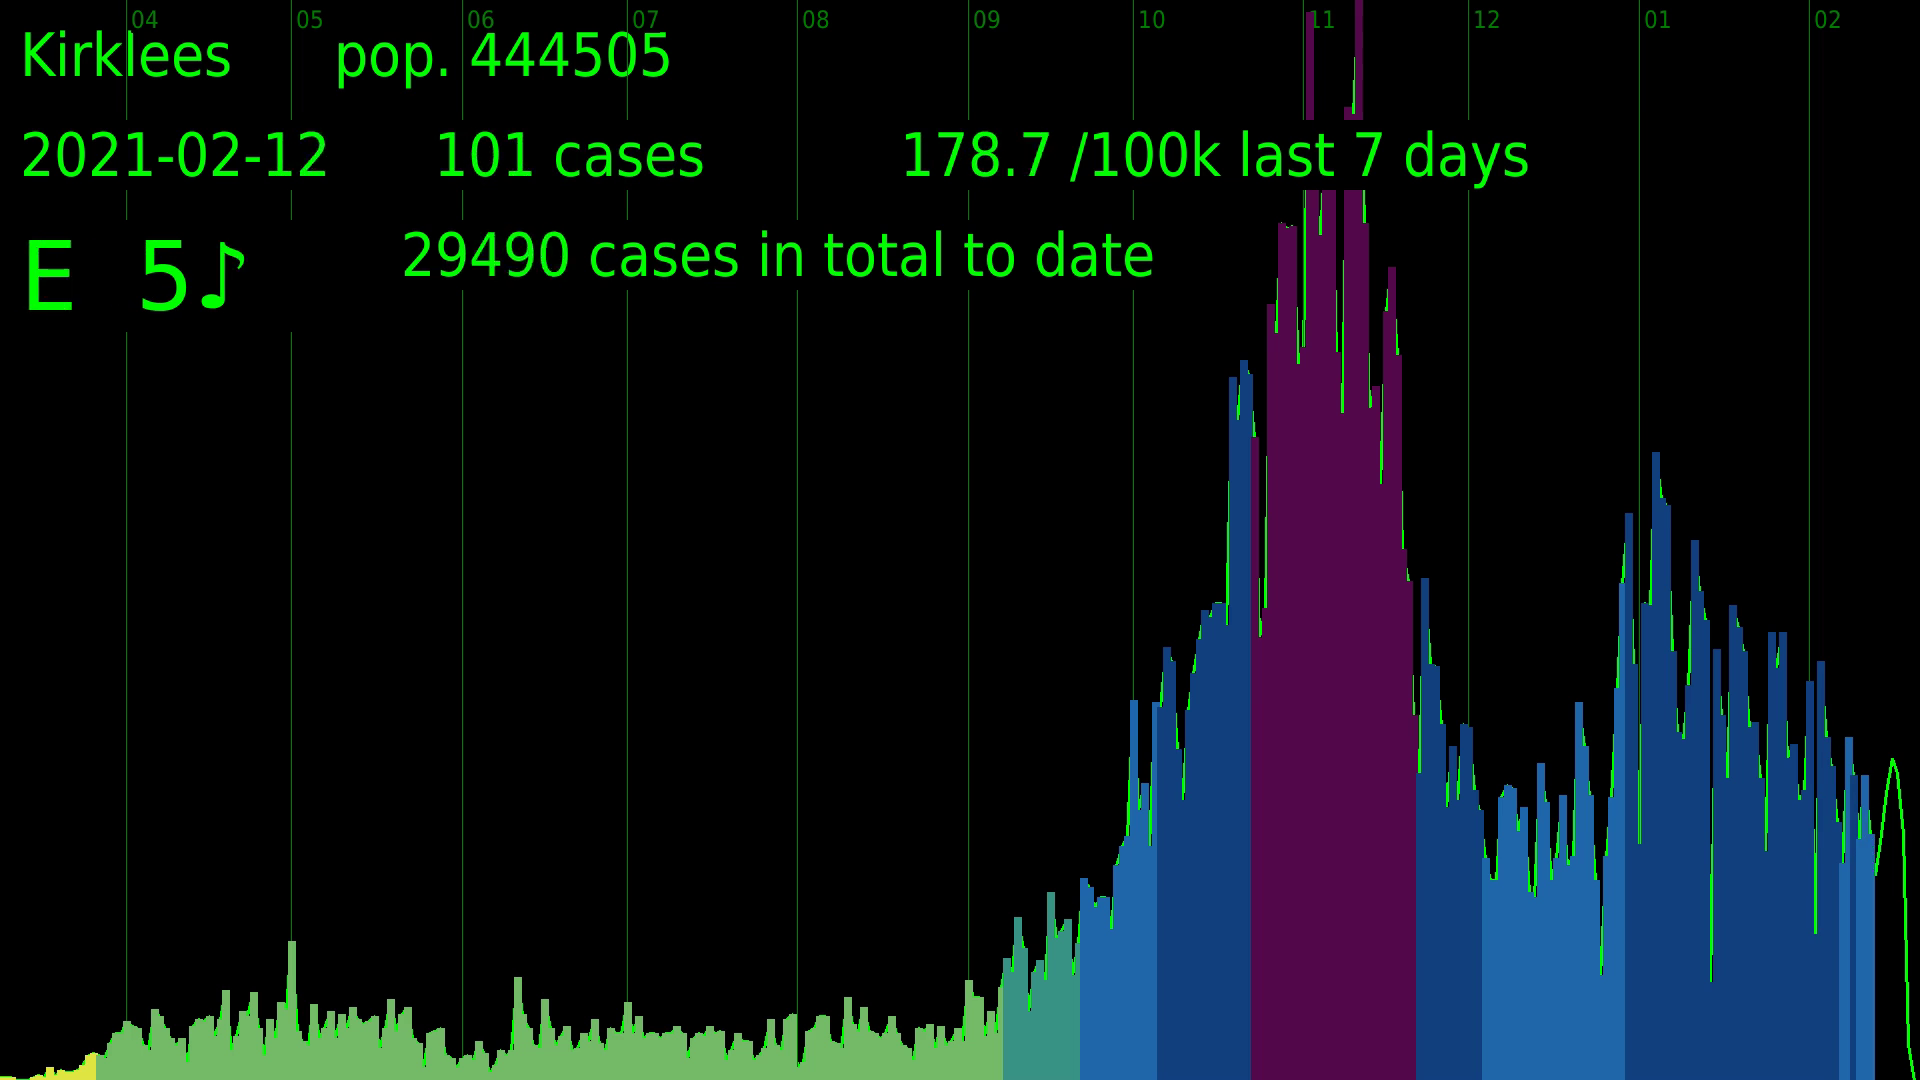 04 05 06 07 08 09 10 11 12 01 02
Kirklees pop. 444505
2021-02-12 101 cases 178.7 /100k last 7 days
E 5♪ 29490 cases in total to date